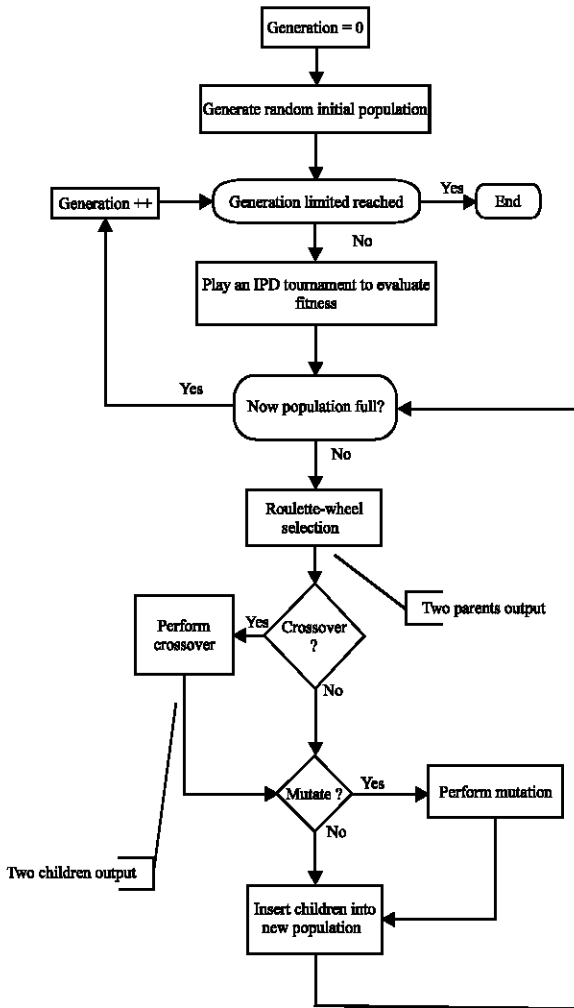 Generation = 0
Generate random initial population
Generation ++
Generation limited reached
Yes
End
No
Play an IPD tournament to evaluate
fitness
Yes
Now population full?
No
Roulette-wheel
selection
Two parents output
Perform
crossover
Yes
Crossover
?
No
Mutate ?
Yes
Perform mutation
No
Two children output
Insert children into
new population